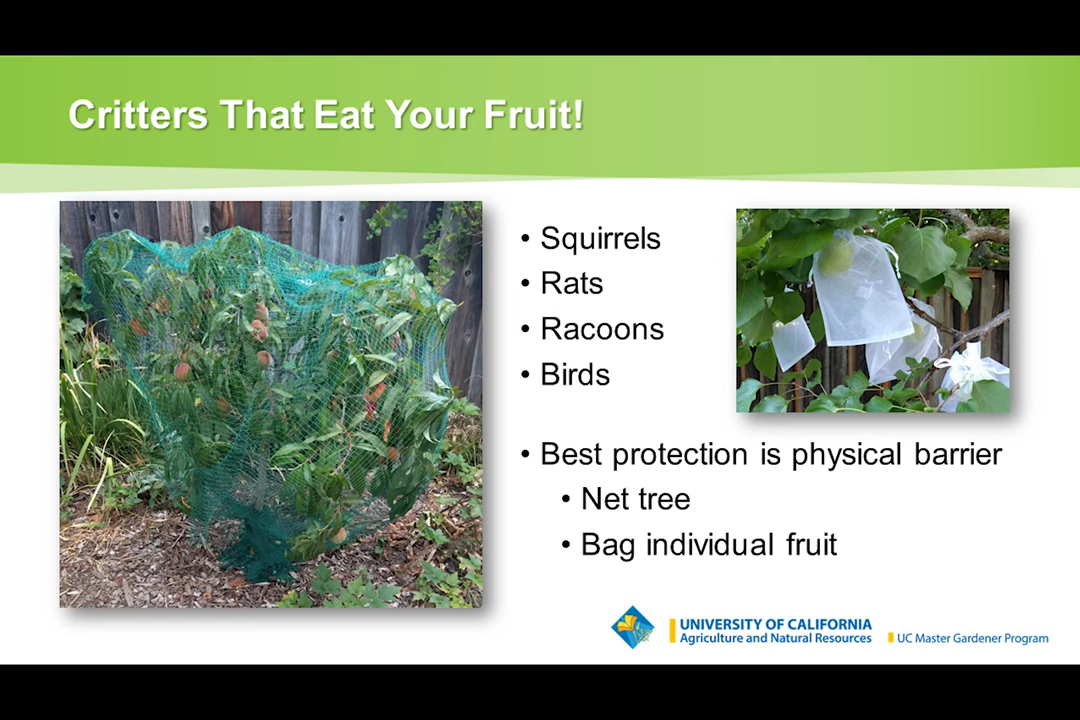 Critters That Eat Your Fruit!
• Squirrels
• Rats
• Racoons
• Birds
• Best protection is physical barrier
• Net tree
• Bag individual fruit
UNIVERSITY OF CALIFORNIA
Agriculture and Natural Resources
UC Master Gardener Program